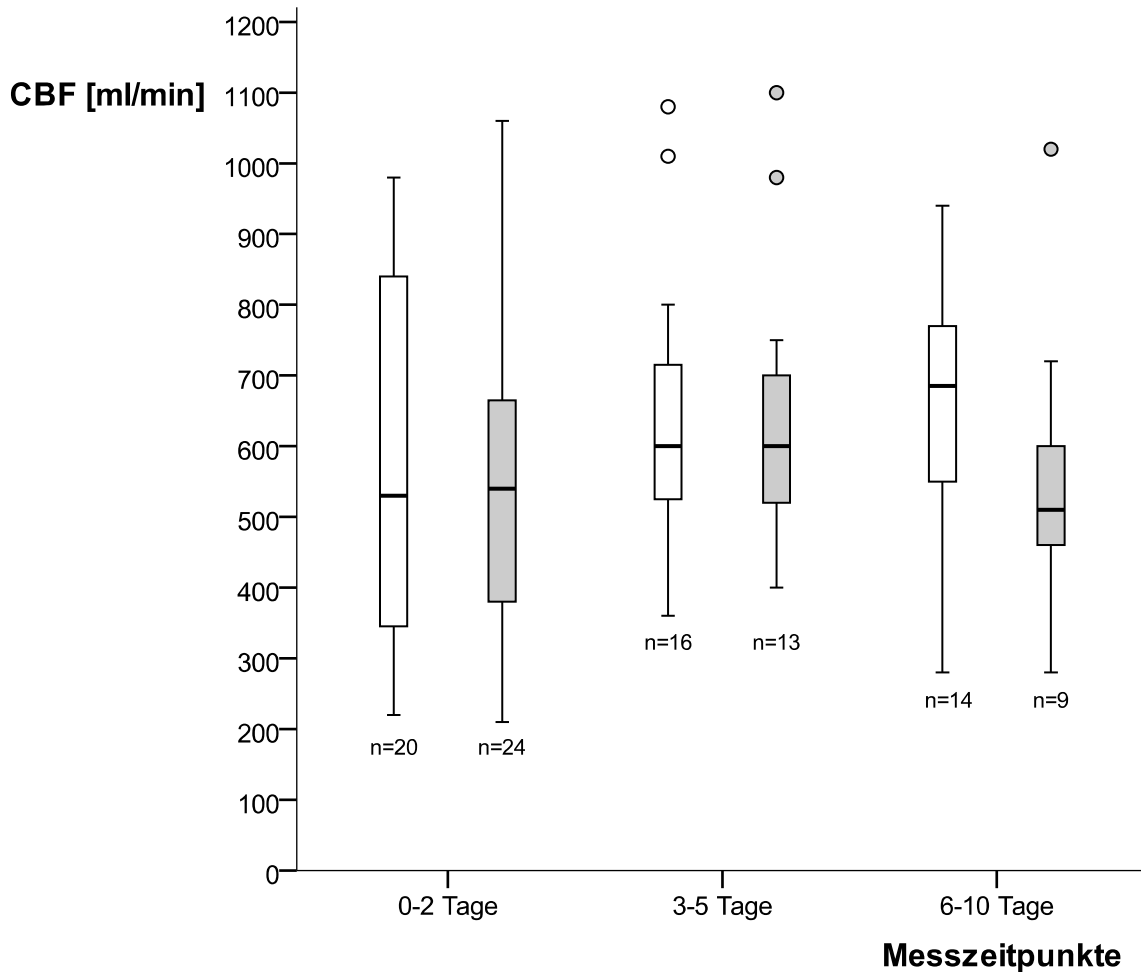 CBF [ml/min]
1200
1100
1000
900
800
700
600
500
400
300
200
100
0
n=20
n=24
n=16
n=13
n=14
n=9
0-2 Tage
3-5 Tage
6-10 Tage
Messzeitpunkte